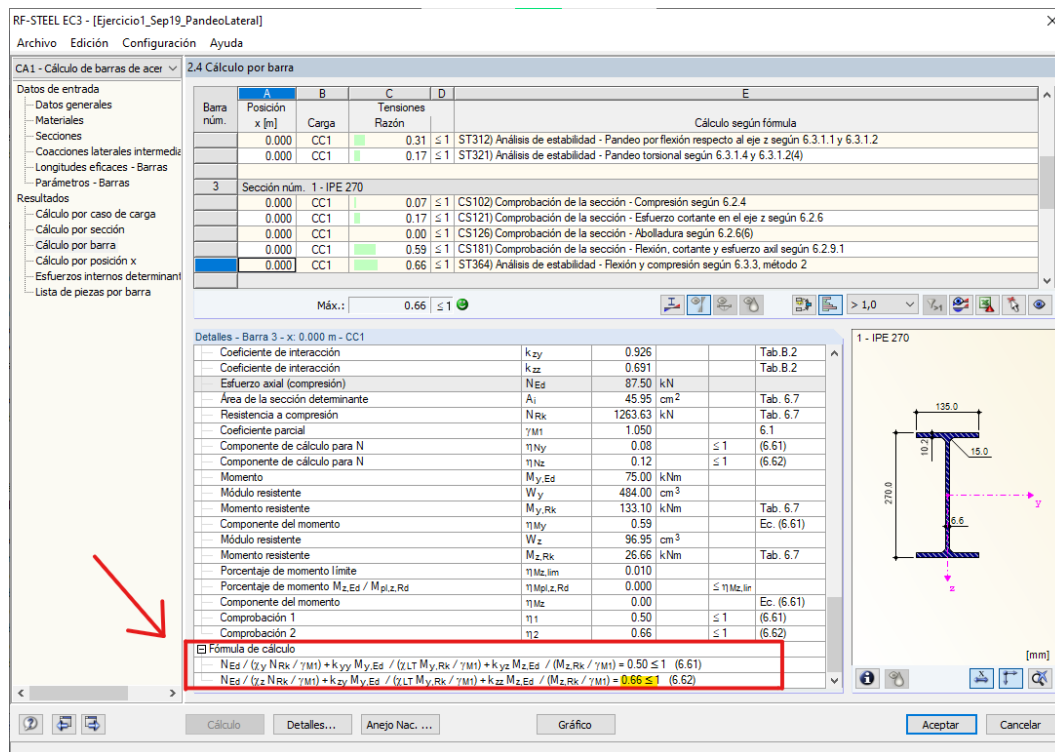 RF-STEEL EC3 - [Ejercicio1_Sep19_PandeoLateral]
Archivo Edición Configuración Ayuda
CA1 - Cálculo de barras de acer
Datos de entrada
Datos generales
Materiales
Secciones
Coacciones laterales intermedia
Longitudes eficaces - Barras
Parámetros - Barras
Resultados
Cálculo por caso de carga
Cálculo por sección
Cálculo por barra
Cálculo por posición x
Esfuerzos internos determinant
Lista de piezas por barra
2.4 Cálculo por barra
A B C D E
Barra Posición Tensiones
núm. x [m] Carga Razón Cálculo según fórmula
0.000 CC1 0.31 ≤ 1 ST312) Análisis de estabilidad - Pandeo por flexión respecto al eje z según 6.3.1.1 y 6.3.1.2
0.000 CC1 0.17 ≤ 1 ST321) Análisis de estabilidad - Pandeo torsional según 6.3.1.4 y 6.3.1.2(4)
3 Sección núm. 1 - IPE 270
0.000 CC1 0.07 ≤ 1 CS102) Comprobación de la sección - Compresión según 6.2.4
0.000 CC1 0.17 ≤ 1 CS121) Comprobación de la sección - Esfuerzo cortante en el eje z según 6.2.6
0.000 CC1 0.00 ≤ 1 CS126) Comprobación de la sección - Abolladura según 6.2.6(6)
0.000 CC1 0.59 ≤ 1 CS181) Comprobación de la sección - Flexión, cortante y esfuerzo axil según 6.2.9.1
0.000 CC1 0.66 ≤ 1 ST364) Análisis de estabilidad - Flexión y compresión según 6.3.3, método 2
Máx.: 0.66 ≤ 1 > 1,0
Detalles - Barra 3 - x: 0.000 m - CC1
Coeficiente de interacción kzy 0.926 Tab.B.2
Coeficiente de interacción kzz 0.691 Tab.B.2
Esfuerzo axial (compresión) NEd 87.50 kN
Área de la sección determinante Ai 45.95 cm2 Tab. 6.7
Resistencia a compresión NRk 1263.63 kN Tab. 6.7
Coeficiente parcial γM1 1.050 6.1
Componente de cálculo para N ηNy 0.08 ≤ 1 (6.61)
Componente de cálculo para N ηNz 0.12 ≤ 1 (6.62)
Momento My,Ed 75.00 kNm
Módulo resistente Wy 484.00 cm3
Momento resistente My,Rk 133.10 kNm Tab. 6.7
Componente del momento ηMy 0.59 Ec. (6.61)
Módulo resistente Wz 96.95 cm3
Momento resistente Mz,Rk 26.66 kNm Tab. 6.7
Porcentaje de momento límite ηMz,lim 0.010
Porcentaje de momento Mz,Ed / Mpl,z,Rd ηMpl,z,Rd 0.000 ≤ ηMz,lin
Componente del momento ηMz 0.00 Ec. (6.61)
Comprobación 1 η1 0.50 ≤ 1 (6.61)
Comprobación 2 η2 0.66 ≤ 1 (6.62)
Fórmula de cálculo
NEd / (χy NRk / γM1) + kyy My,Ed / (χLT My,Rk / γM1) + kyz Mz,Ed / (Mz,Rk / γM1) = 0.50 ≤ 1 (6.61)
NEd / (χz NRk / γM1) + kzy My,Ed / (χLT My,Rk / γM1) + kzz Mz,Ed / (Mz,Rk / γM1) = 0.66 ≤ 1 (6.62)
1 - IPE 270
135.0
10.2
15.0
270.0
6.6
y
z
[mm]
Cálculo
Detalles...
Anejo Nac. ...
Gráfico
Aceptar
Cancelar